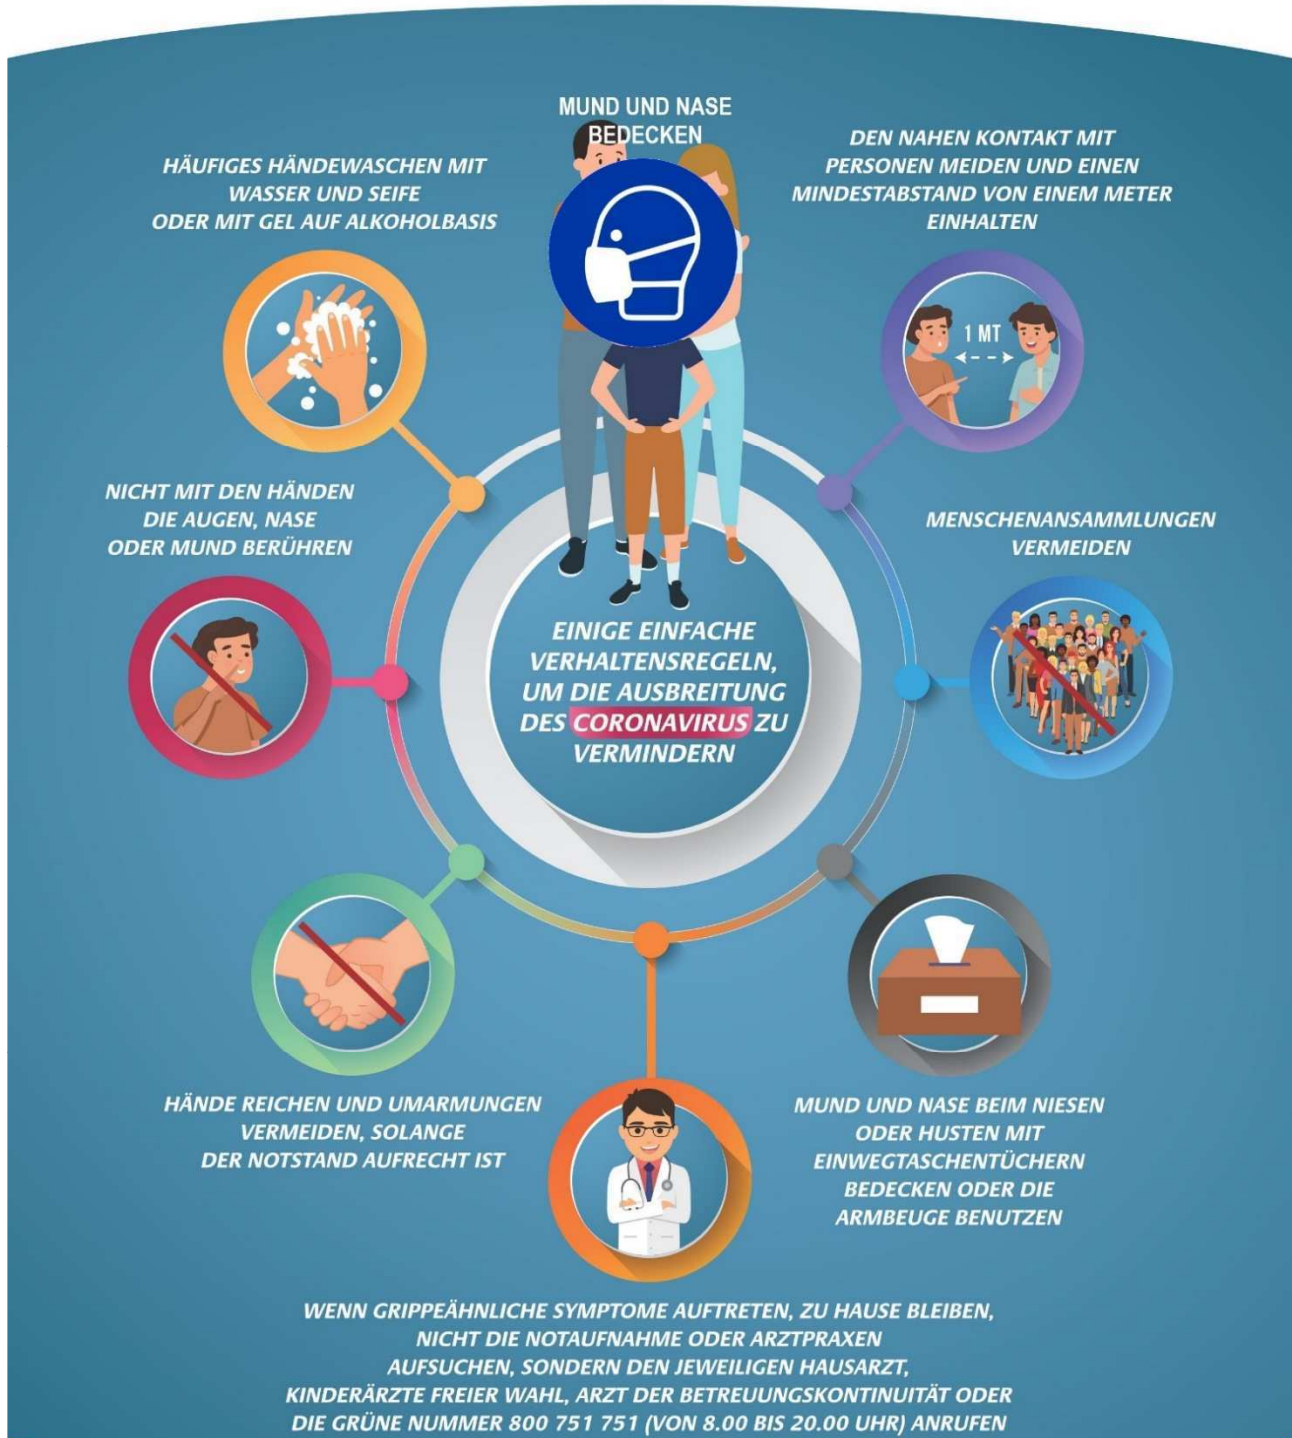 MUND UND NASE
BEDECKEN
HÄUFIGES HÄNDEWASCHEN MIT
WASSER UND SEIFE
ODER MIT GEL AUF ALKOHOLBASIS
DEN NAHEN KONTAKT MIT
PERSONEN MEIDEN UND EINEN
MINDESTABSTAND VON EINEM METER
EINHALTEN
1 MT
NICHT MIT DEN HÄNDEN
DIE AUGEN, NASE
ODER MUND BERÜHREN
MENSCHENANSAMMLUNGEN
VERMEIDEN
EINIGE EINFACHE
VERHALTENSREGELN,
UM DIE AUSBREITUNG
DES CORONAVIRUS ZU
VERMINDERN
HÄNDE REICHEN UND UMARMUNGEN
VERMEIDEN, SOLANGE
DER NOTSTAND AUFRECHT IST
MUND UND NASE BEIM NIESEN
ODER HUSTEN MIT
EINWEGTASCHENTÜCHERN
BEDECKEN ODER DIE
ARMBEUGE BENUTZEN
WENN GRIPPEÄHNLICHE SYMPTOME AUFTRETEN, ZU HAUSE BLEIBEN,
NICHT DIE NOTAUFNAHME ODER ARZTPRAXEN
AUFSUCHEN, SONDERN DEN JEWEILIGEN HAUSARZT,
KINDERÄRZTE FREIER WAHL, ARZT DER BETREUUNGSKONTINUITÄT ODER
DIE GRÜNE NUMMER 800 751 751 (VON 8.00 BIS 20.00 UHR) ANRUFEN